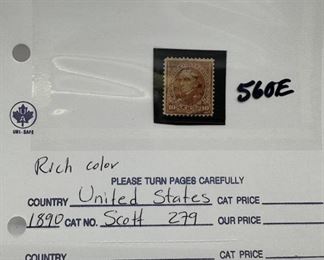 560E
UNI-SAFE
Rich color
PLEASE TURN PAGES CAREFULLY
COUNTRY United States CAT PRICE
1890 CAT NO. Scott 279 OUR PRICE
COUNTRY CAT PRICE